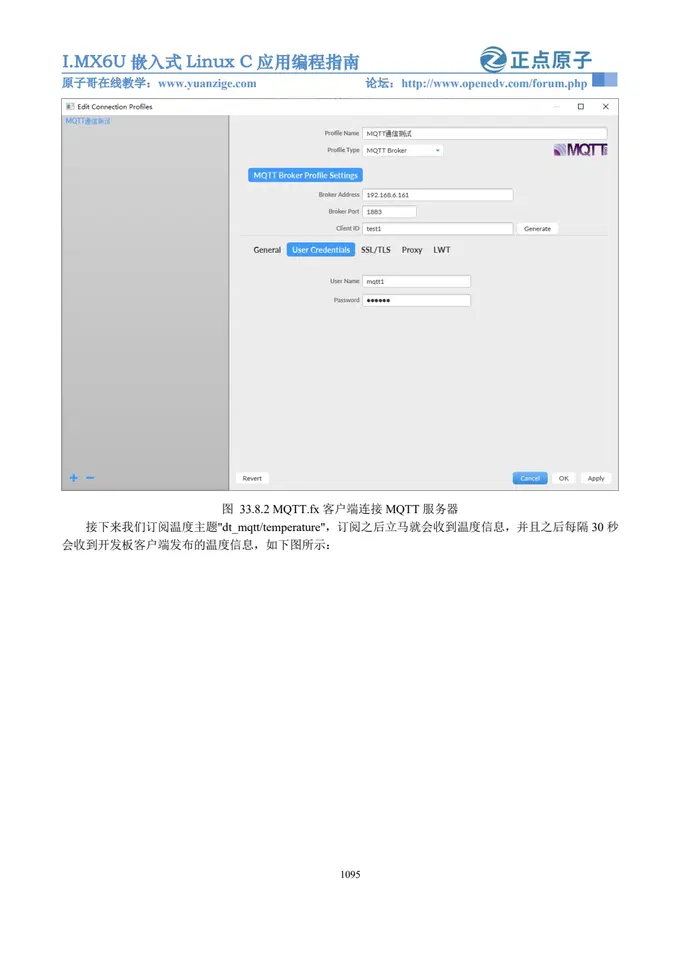 I.MX6U 嵌入式 Linux C 应用编程指南
正点原子
原子哥在线教学：www.yuanzige.com 论坛：http://www.openedv.com/forum.php
Edit Connection Profiles
MQTT通信测试
Profile Name MQTT通信测试
Profile Type MQTT Broker
MQTT
MQTT Broker Profile Settings
Broker Address 192.168.6.161
Broker Port 1883
Client ID test1 Generate
General User Credentials SSL/TLS Proxy LWT
User Name mqtt1
Password ••••••
Revert Cancel OK Apply
图 33.8.2 MQTT.fx 客户端连接 MQTT 服务器
接下来我们订阅温度主题"dt_mqtt/temperature"，订阅之后立马就会收到温度信息，并且之后每隔 30 秒
会收到开发板客户端发布的温度信息，如下图所示：
1095